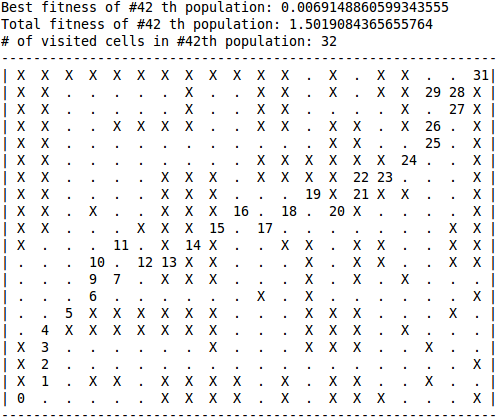 Best fitness of #42 th population: 0.0069148860599343555
Total fitness of #42 th population: 1.5019084365655764
# of visited cells in #42th population: 32
--------------------------------------------------------------
| X X X X X X X X X X X X . X . X X . . 31|
| X X . . . . . X . . X X . X . X X 29 28 X |
| X X . . . . . X . . X X . . . . X . 27 X |
| X X . . X X X X . . X X . X X . X 26 . X |
| X X . . . . . . . . . . . X X . . 25 . X |
| X X . . . . . . . . X X X X X X 24 . . X |
| X X . . . . X X X . X X X X 22 23 . . . X |
| X X . . . . X X X . . . 19 X 21 X X . . X |
| X X . X . . X X X 16 . 18 . 20 X . . . . X |
| X X . . . X X X 15 . 17 . . . . . . . X X |
| X . . . 11 . X 14 X . . X X . X X . . X X |
| . . . 10 . 12 13 X X . . . X . X X . . X X |
| . . . 9 7 . X X X . . . X . X . X . . . |
| . . . 6 . . . . . . X . X . . . . . . X |
| . . 5 X X X X X X . . . X X X . . . X . |
| . 4 X X X X X X X . . . X X X . X . . . |
| X 3 . . . . . . X . . . X X X . . X . . |
| X 2 . . . . . . . . . . . . . . . . . X |
| X 1 . X X . X X X X . X . X X . . X . . |
| 0 . . . . . X X X X . X . X X X . . . X |
--------------------------------------------------------------